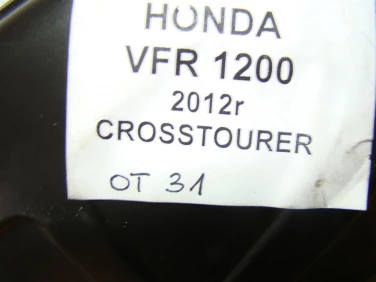 HONDA
VFR 1200
2012r
CROSSTOURER
OT 31